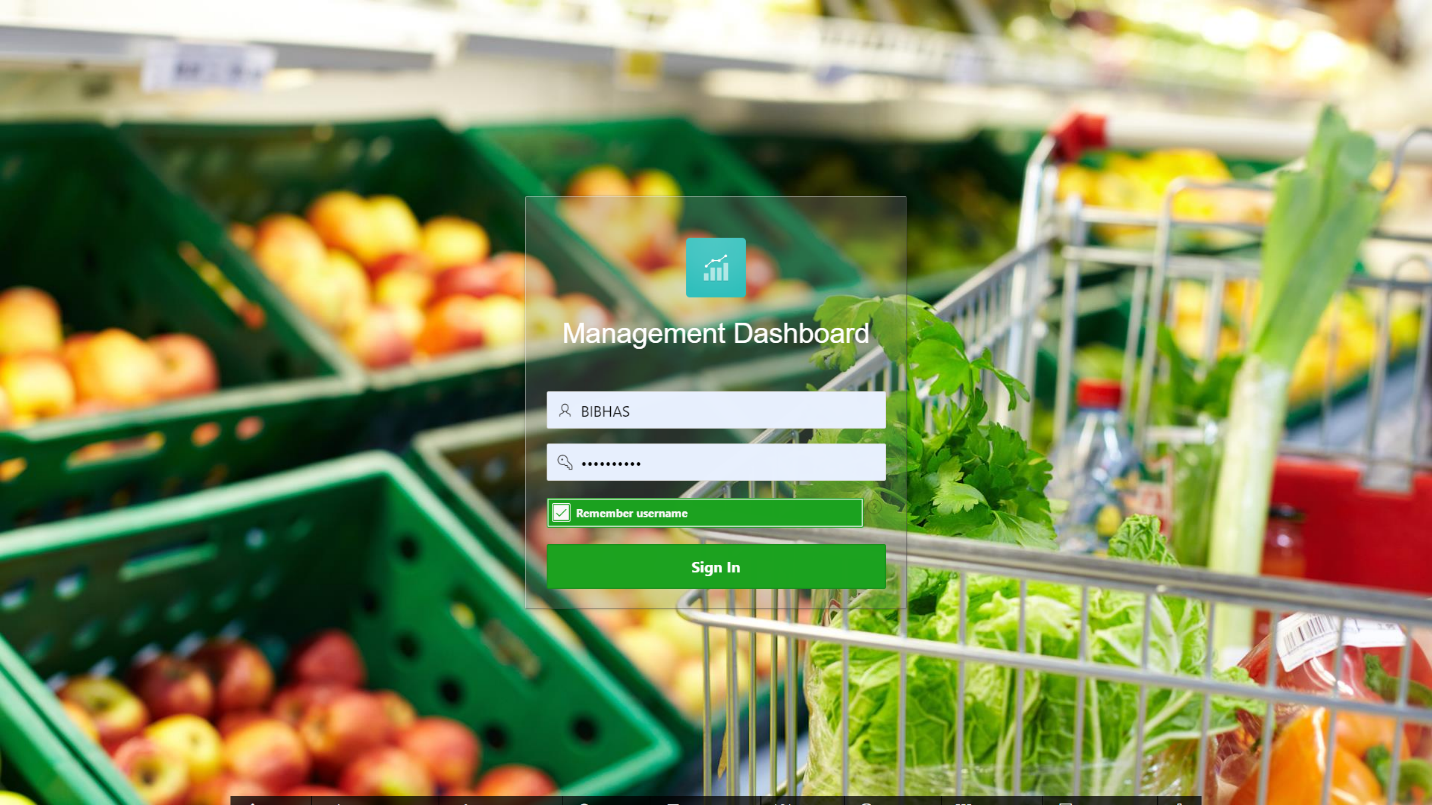 Management Dashboard
BIBHAS
••••••••••
Remember username
Sign In